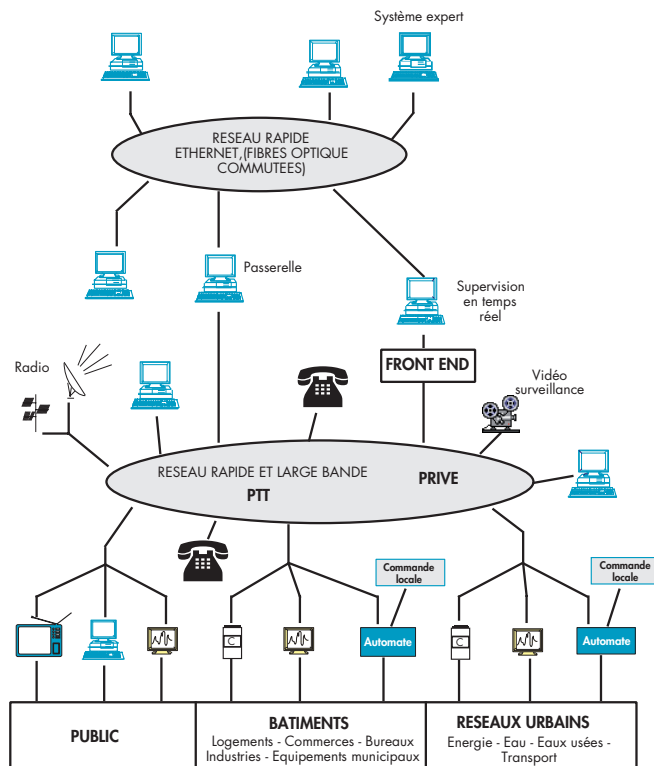 Système expert
RESEAU RAPIDE
ETHERNET,(FIBRES OPTIQUE
COMMUTEES)
Passerelle
Supervision
en temps
réel
FRONT END
Radio
Vidéo
surveillance
RESEAU RAPIDE ET LARGE BANDE
PTT
PRIVE
Commande
locale
Commande
locale
C
Automate
C
Automate
PUBLIC
BATIMENTS
Logements - Commerces - Bureaux
Industries - Equipements municipaux
RESEAUX URBAINS
Energie - Eau - Eaux usées -
Transport